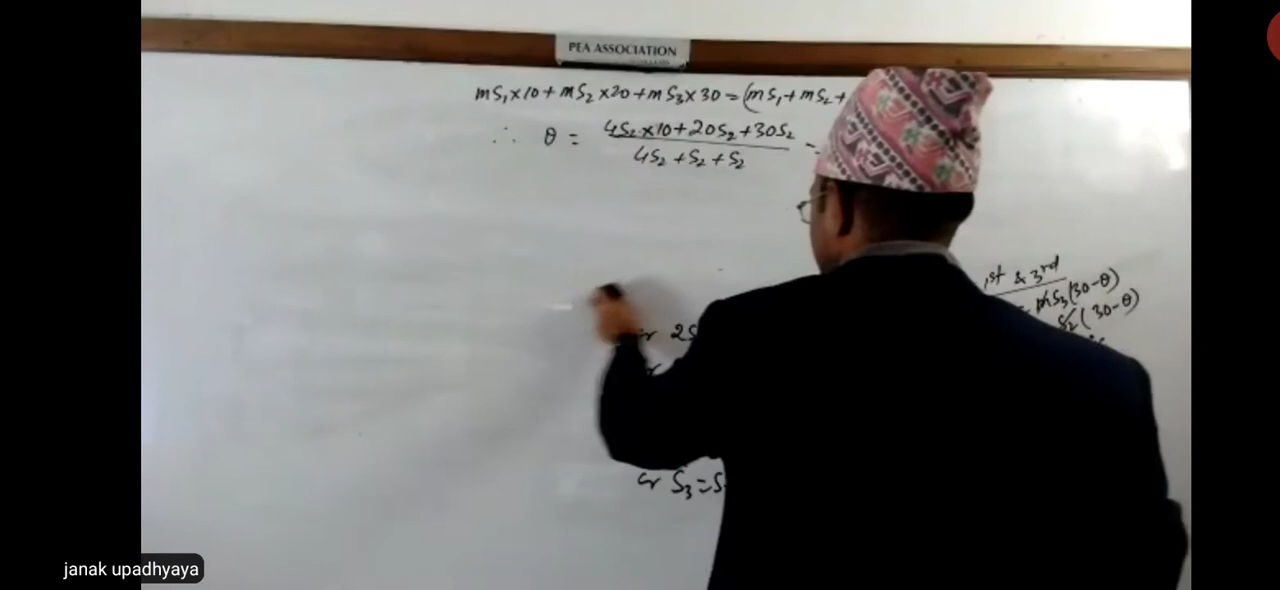 PEA ASSOCIATION
mS₁×10+mS₂×20+mS₃×30=(mS₁+mS₂+
∴ θ = (4S₂×10+20S₂+30S₂)/(4S₂+S₂+S₂) =
1st & 3rd
= mS₃(30-θ)
S₂(30-θ)
or 2S
or S₃=S
janak upadhyaya